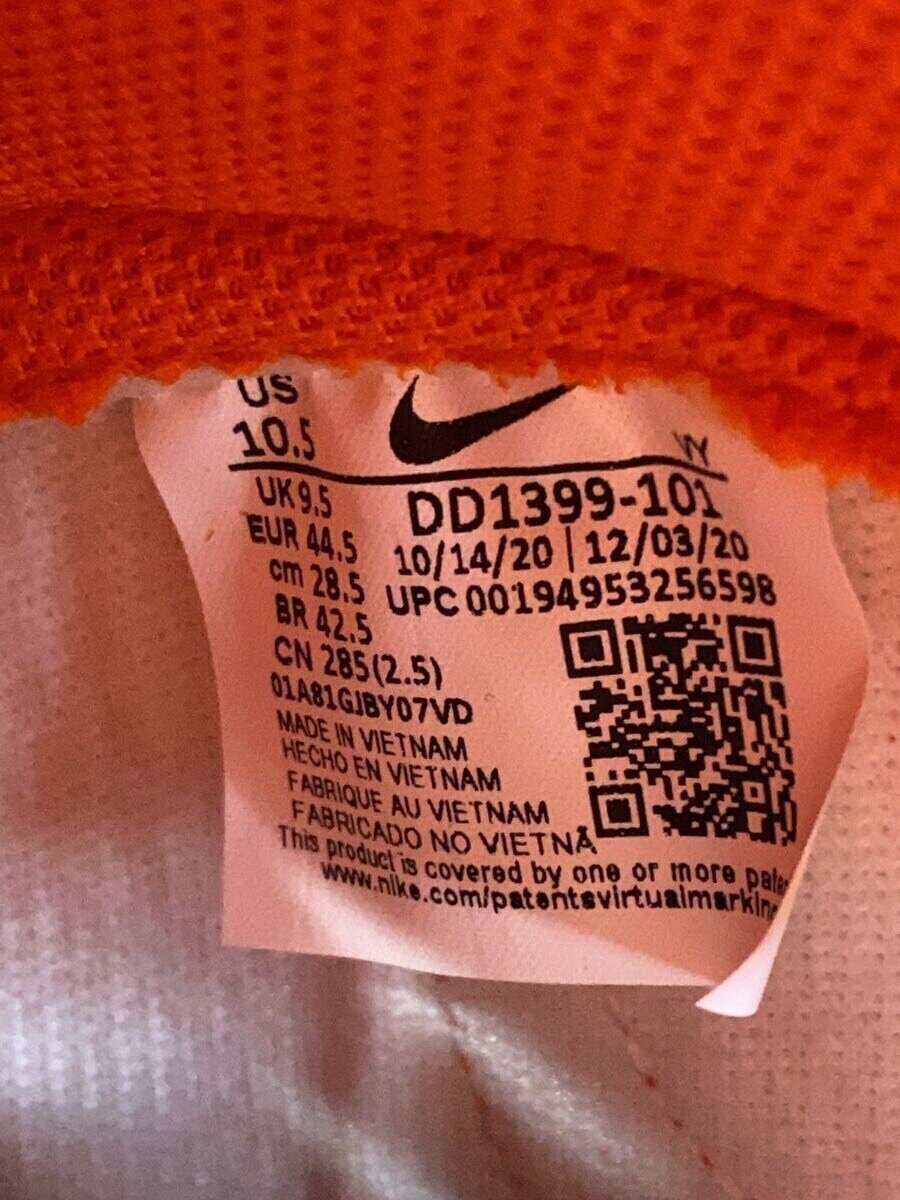 US
10.5
VY
UK 9.5
EUR 44.5
cm 28.5
BR 42.5
CN 285(2.5)
DD1399-101
10/14/20 | 12/03/20
UPC 00194953256598
01A81GJBY07VD
MADE IN VIETNAM
HECHO EN VIETNAM
FABRIQUE AU VIETNAM
FABRICADO NO VIETNÃ
This product is covered by one or more
www.nike.com/patentsvirtualmarkin